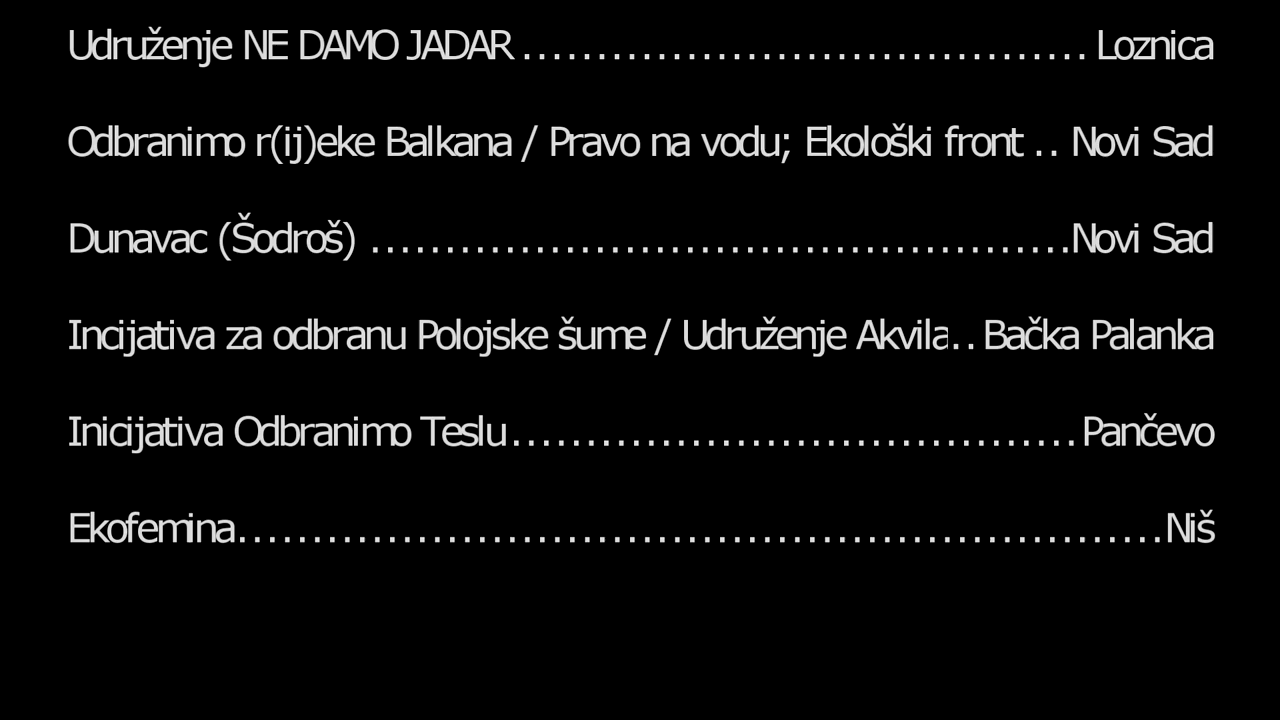 Udruženje NE DAMO JADAR ...................................... Loznica
Odbranimo r(ij)eke Balkana / Pravo na vodu; Ekološki front .. Novi Sad
Dunavac (Šodroš) ...............................................Novi Sad
Incijativa za odbranu Polojske šume / Udruženje Akvila.. Bačka Palanka
Inicijativa Odbranimo Teslu......................................Pančevo
Ekofemina..............................................................Niš